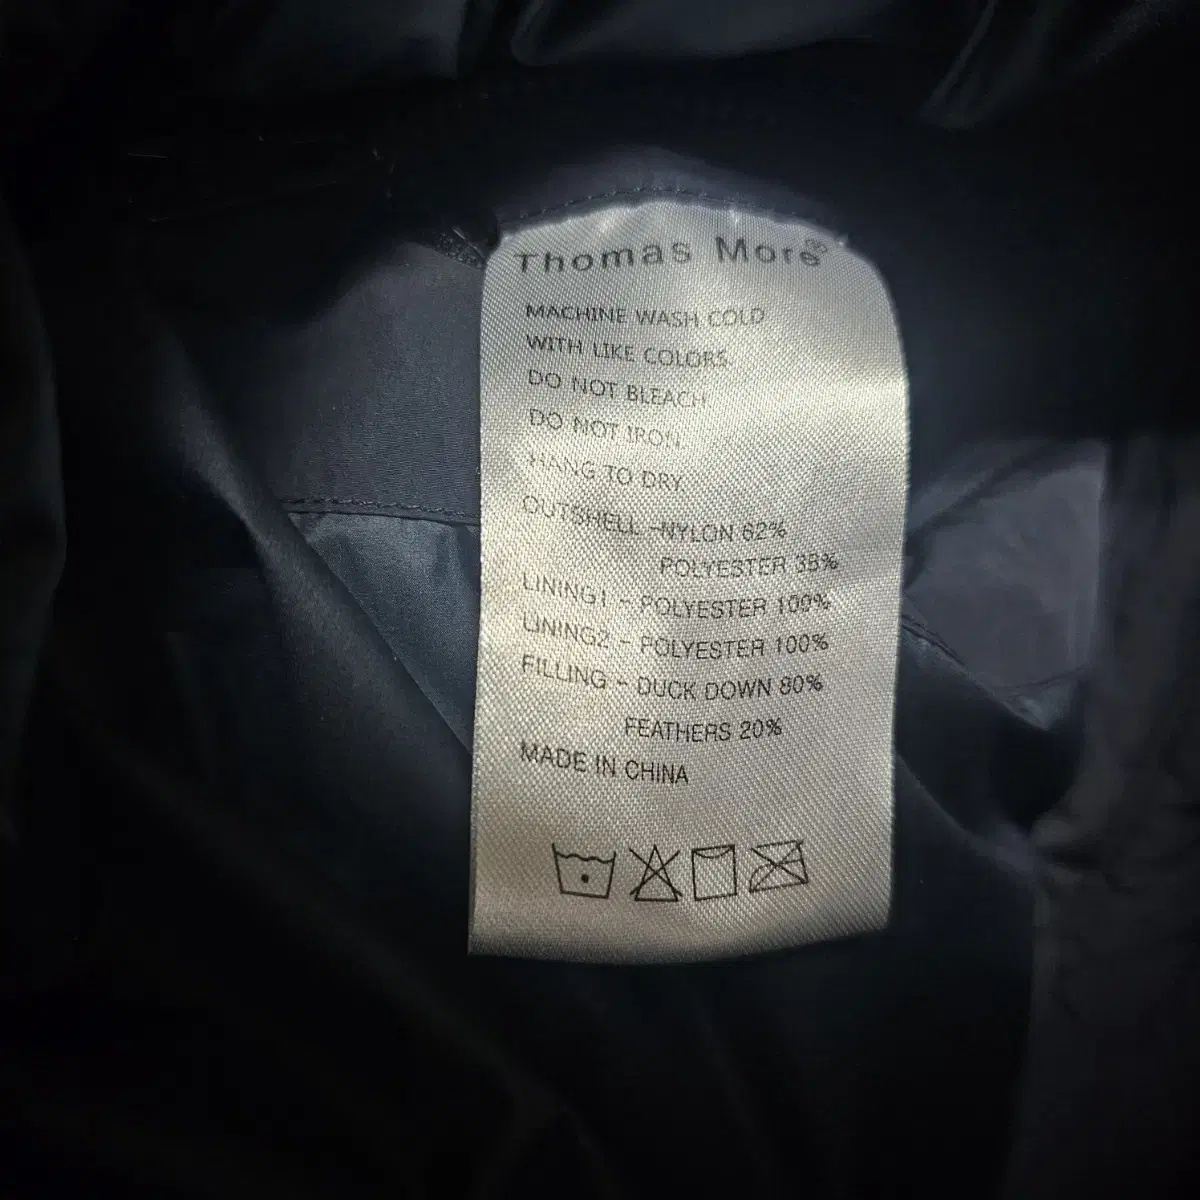 Thomas More®
MACHINE WASH COLD
WITH LIKE COLORS.
DO NOT BLEACH.
DO NOT IRON.
HANG TO DRY.
OUTSHELL -NYLON 62%
POLYESTER 38%
LINING1 - POLYESTER 100%
LINING2 - POLYESTER 100%
FILLING - DUCK DOWN 80%
FEATHERS 20%
MADE IN CHINA